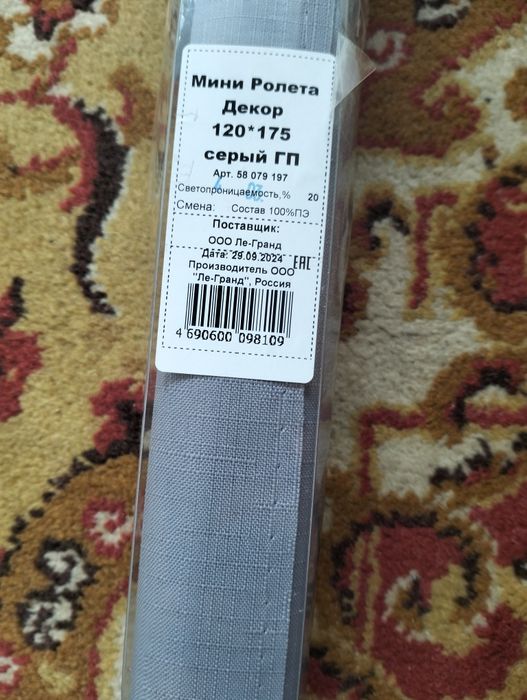 Мини Ролета
Декор
120*175
серый ГП
Арт. 58 079 197
Светопроницаемость,% 20
Смена: Состав 100%ПЭ
Поставщик:
ООО Ле-Гранд
Дата: 29.09.2024
EAC
Производитель ООО
"Ле-Гранд", Россия
4 690600 098109